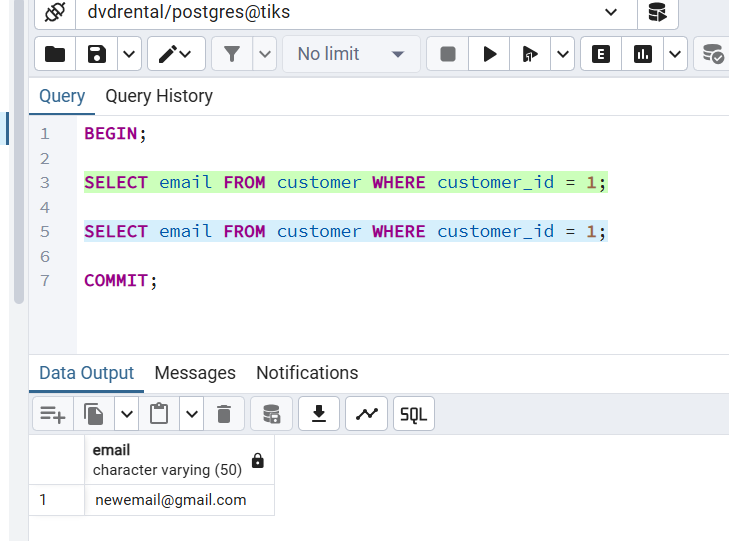 dvdrental/postgres@tiks
No limit
E
Query Query History
1 BEGIN;
2
3 SELECT email FROM customer WHERE customer_id = 1;
4
5 SELECT email FROM customer WHERE customer_id = 1;
6
7 COMMIT;
Data Output Messages Notifications
SQL
email
character varying (50)
1 newemail@gmail.com